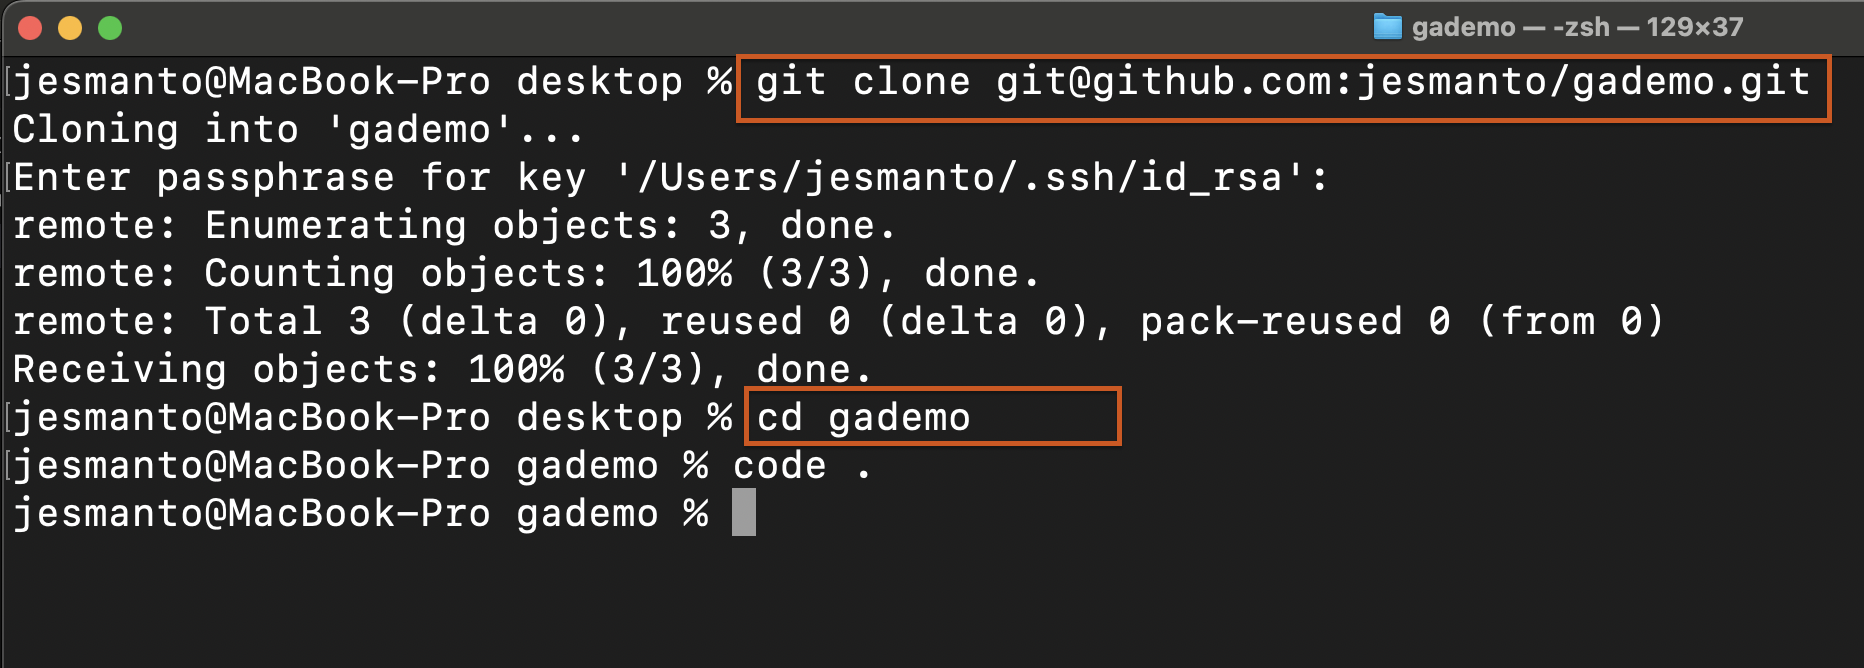 gademo — -zsh — 129×37
jesmanto@MacBook-Pro desktop % git clone git@github.com:jesmanto/gademo.git
Cloning into 'gademo'...
Enter passphrase for key '/Users/jesmanto/.ssh/id_rsa':
remote: Enumerating objects: 3, done.
remote: Counting objects: 100% (3/3), done.
remote: Total 3 (delta 0), reused 0 (delta 0), pack-reused 0 (from 0)
Receiving objects: 100% (3/3), done.
jesmanto@MacBook-Pro desktop % cd gademo
jesmanto@MacBook-Pro gademo % code .
jesmanto@MacBook-Pro gademo %